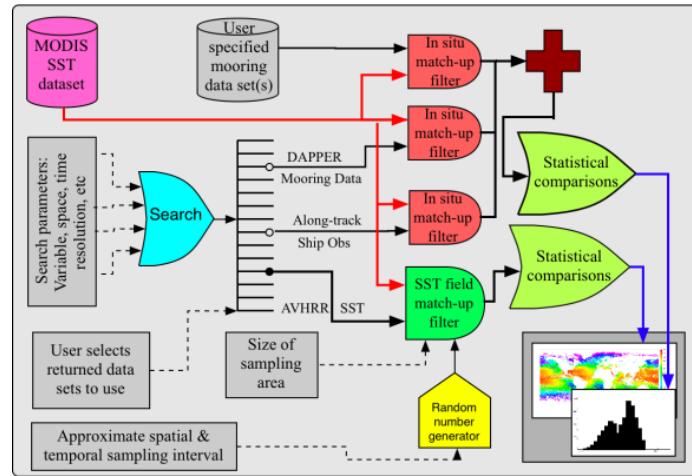 MODIS
SST
dataset
User
specified
mooring
data set(s)
In situ
match-up
filter
In situ
match-up
filter
In situ
match-up
filter
SST field
match-up
filter
Statistical
comparisons
Statistical
comparisons
Search parameters:
Variable, space, time
resolution, etc
Search
DAPPER
Mooring Data
Along-track
Ship Obs
AVHRR SST
User selects
returned data
sets to use
Size of
sampling
area
Random
number
generator
Approximate spatial &
temporal sampling interval